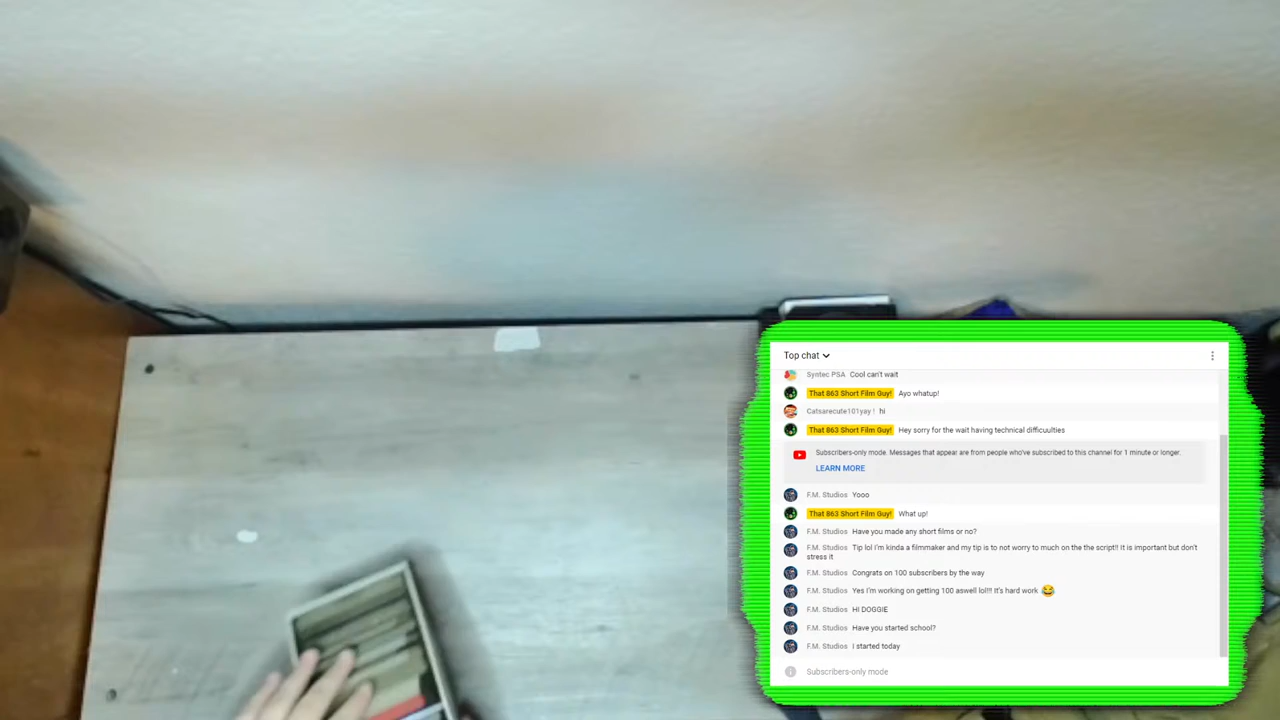 Top chat
Syntec PSA Cool can't wait
That 863 Short Film Guy! Ayo whatup!
Catsarecute101yay ! hi
That 863 Short Film Guy! Hey sorry for the wait having technical difficuulties
Subscribers-only mode. Messages that appear are from people who've subscribed to this channel for 1 minute or longer.
LEARN MORE
F.M. Studios Yooo
That 863 Short Film Guy! What up!
F.M. Studios Have you made any short films or no?
F.M. Studios Tip lol I'm kinda a filmmaker and my tip is to not worry to much on the the script!! It is important but don't
stress it
F.M. Studios Congrats on 100 subscribers by the way
F.M. Studios Yes I'm working on getting 100 aswell lol!!! It's hard work 😂
F.M. Studios HI DOGGIE
F.M. Studios Have you started school?
F.M. Studios I started today
Subscribers-only mode